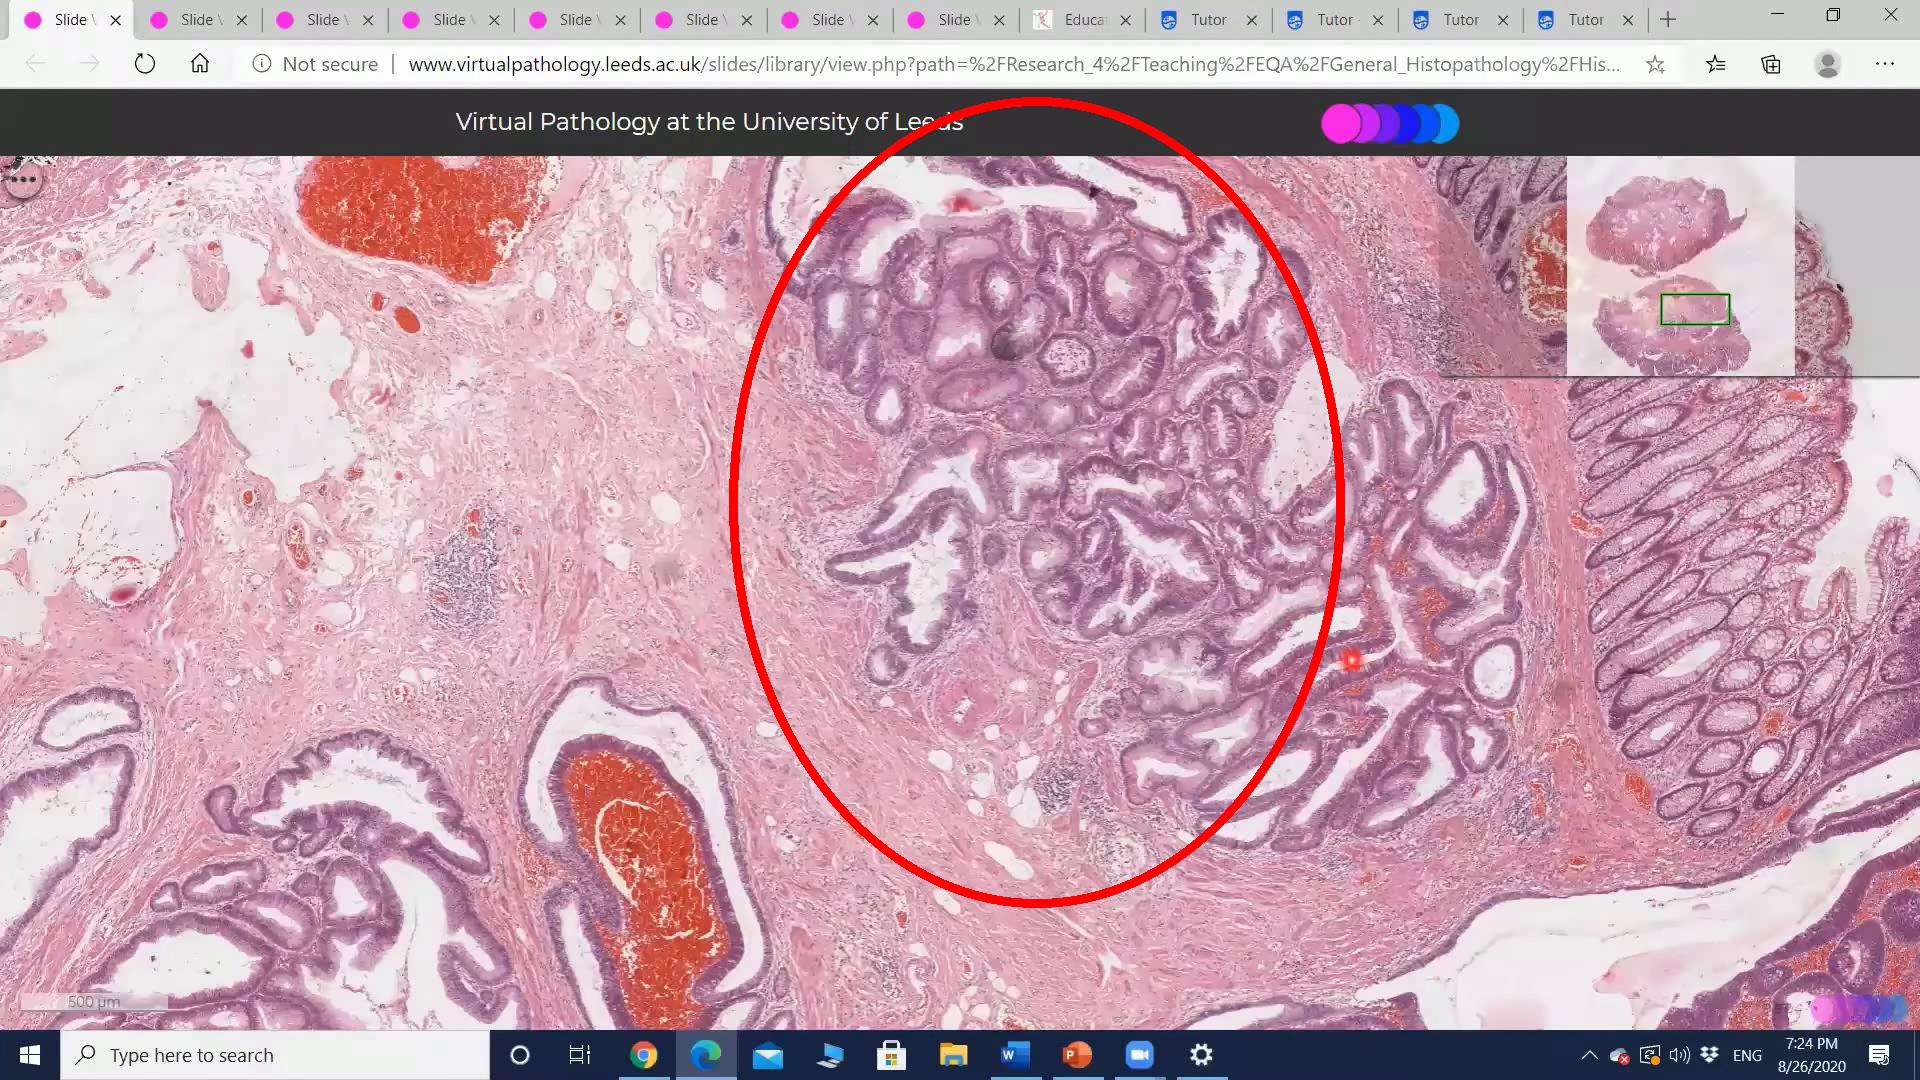 Slide
Slide
Slide
Slide
Slide
Slide
Slide
Slide
Educa
Tutor
Tutor
Tutor
Tutor
Not secure
www.virtualpathology.leeds.ac.uk/slides/library/view.php?path=%2FResearch_4%2FTeaching%2FEQA%2FGeneral_Histopathology%2FHis...
Virtual Pathology at the University of Leeds
500 µm
Type here to search
ENG
7:24 PM
8/26/2020